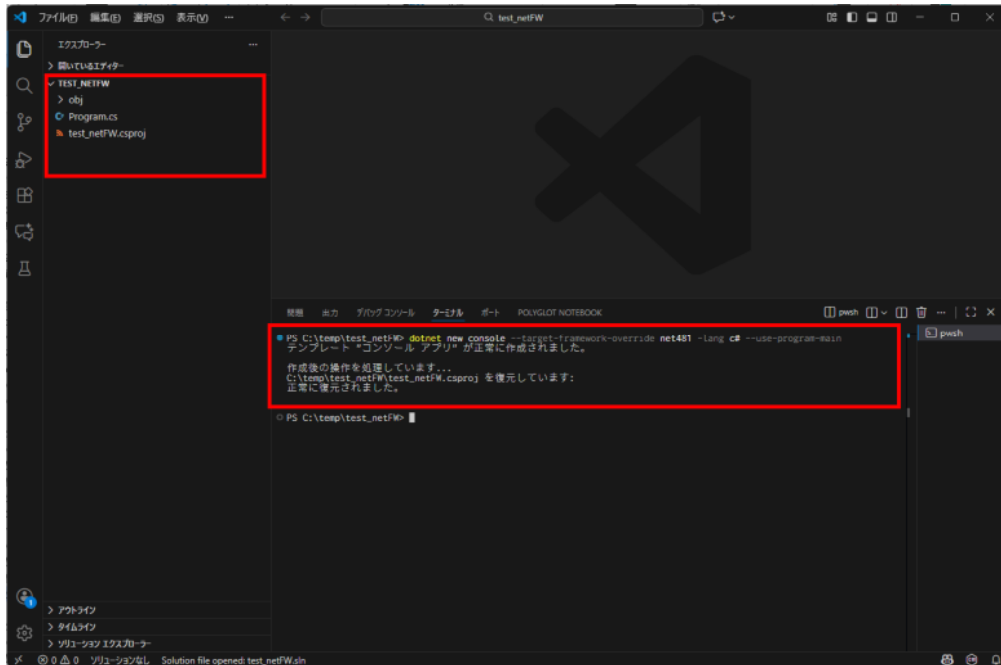 ファイル(F) 編集(E) 選択(S) 表示(V) …
test_netFW
エクスプローラー …
開いているエディター
TEST_NETFW
obj
Program.cs
test_netFW.csproj
問題 出力 デバッグ コンソール ターミナル ポート POLYGLOT NOTEBOOK
pwsh
pwsh
PS C:\temp\test_netFW> dotnet new console --target-framework-override net481 -lang c# --use-program-main
テンプレート "コンソール アプリ" が正常に作成されました。
作成後の操作を処理しています...
C:\temp\test_netFW\test_netFW.csproj を復元しています:
正常に復元されました。
PS C:\temp\test_netFW>
1
アウトライン
タイムライン
ソリューション エクスプローラー
0 0 ソリューションなし Solution file opened: test_netFW.sln